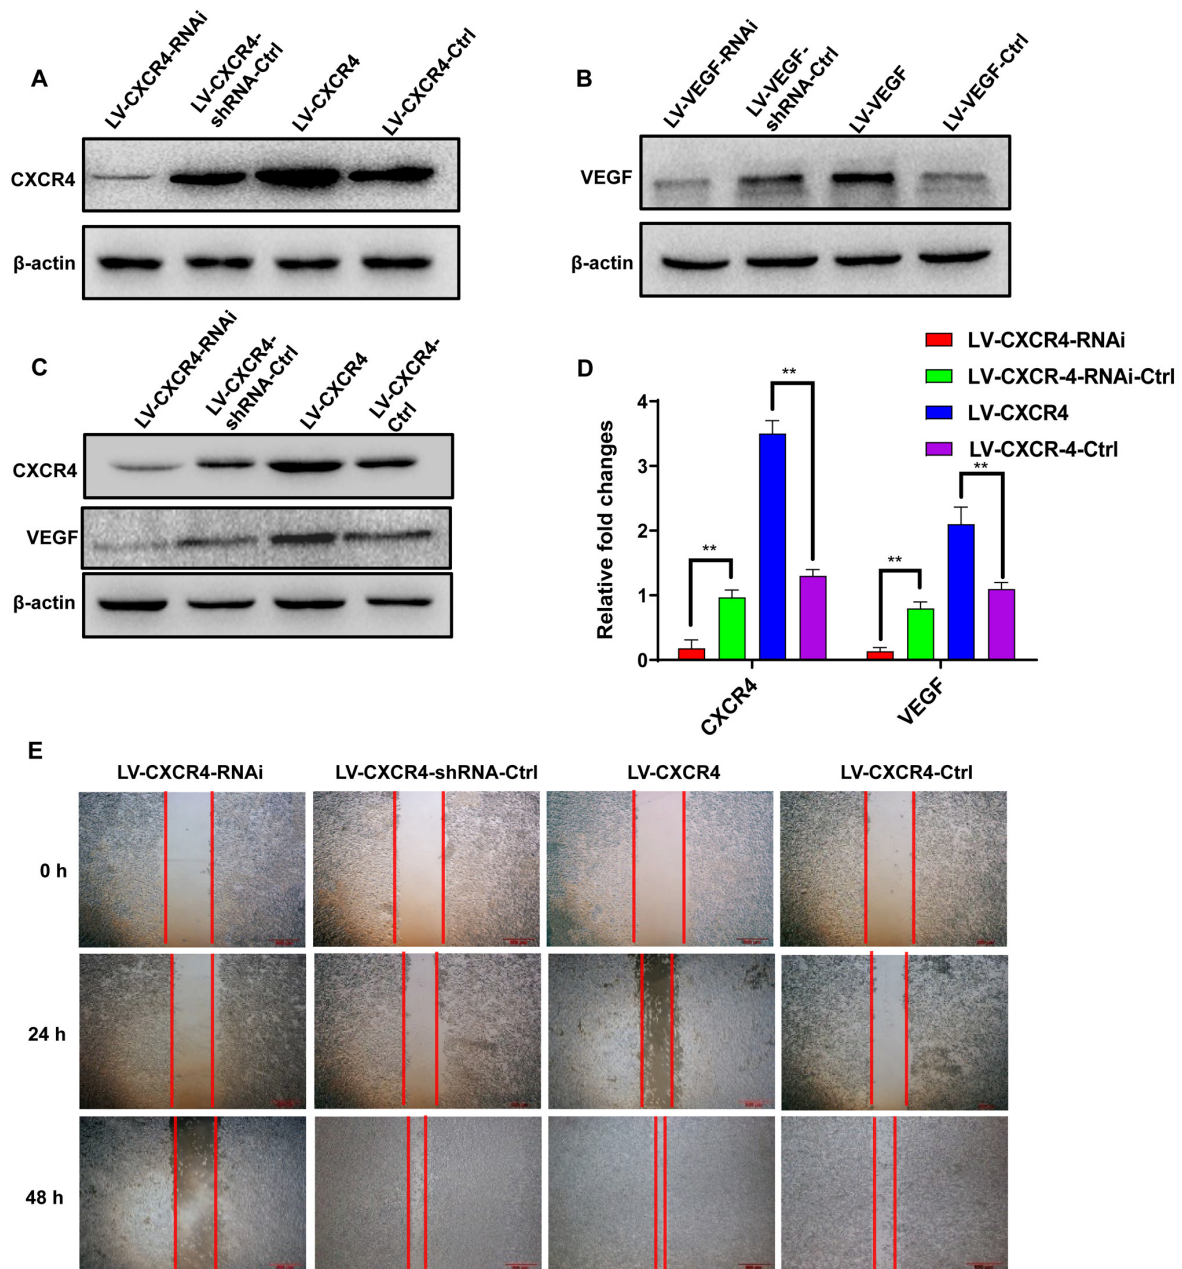 A
LV-CXCR4-RNAi
LV-CXCR4-
shRNA-Ctrl
LV-CXCR4
LV-CXCR4-Ctrl
CXCR4
β-actin
B
LV-VEGF-RNAi
LV-VEGF-
shRNA-Ctrl
LV-VEGF
LV-VEGF-Ctrl
VEGF
β-actin
C
LV-CXCR4-RNAi
LV-CXCR4-
shRNA-Ctrl
LV-CXCR4
LV-CXCR4-
Ctrl
CXCR4
VEGF
β-actin
D
LV-CXCR4-RNAi
LV-CXCR-4-RNAi-Ctrl
LV-CXCR4
LV-CXCR-4-Ctrl
Relative fold changes
4
3
2
1
0
**
**
**
**
CXCR4
VEGF
E
LV-CXCR4-RNAi
LV-CXCR4-shRNA-Ctrl
LV-CXCR4
LV-CXCR4-Ctrl
0 h
24 h
48 h